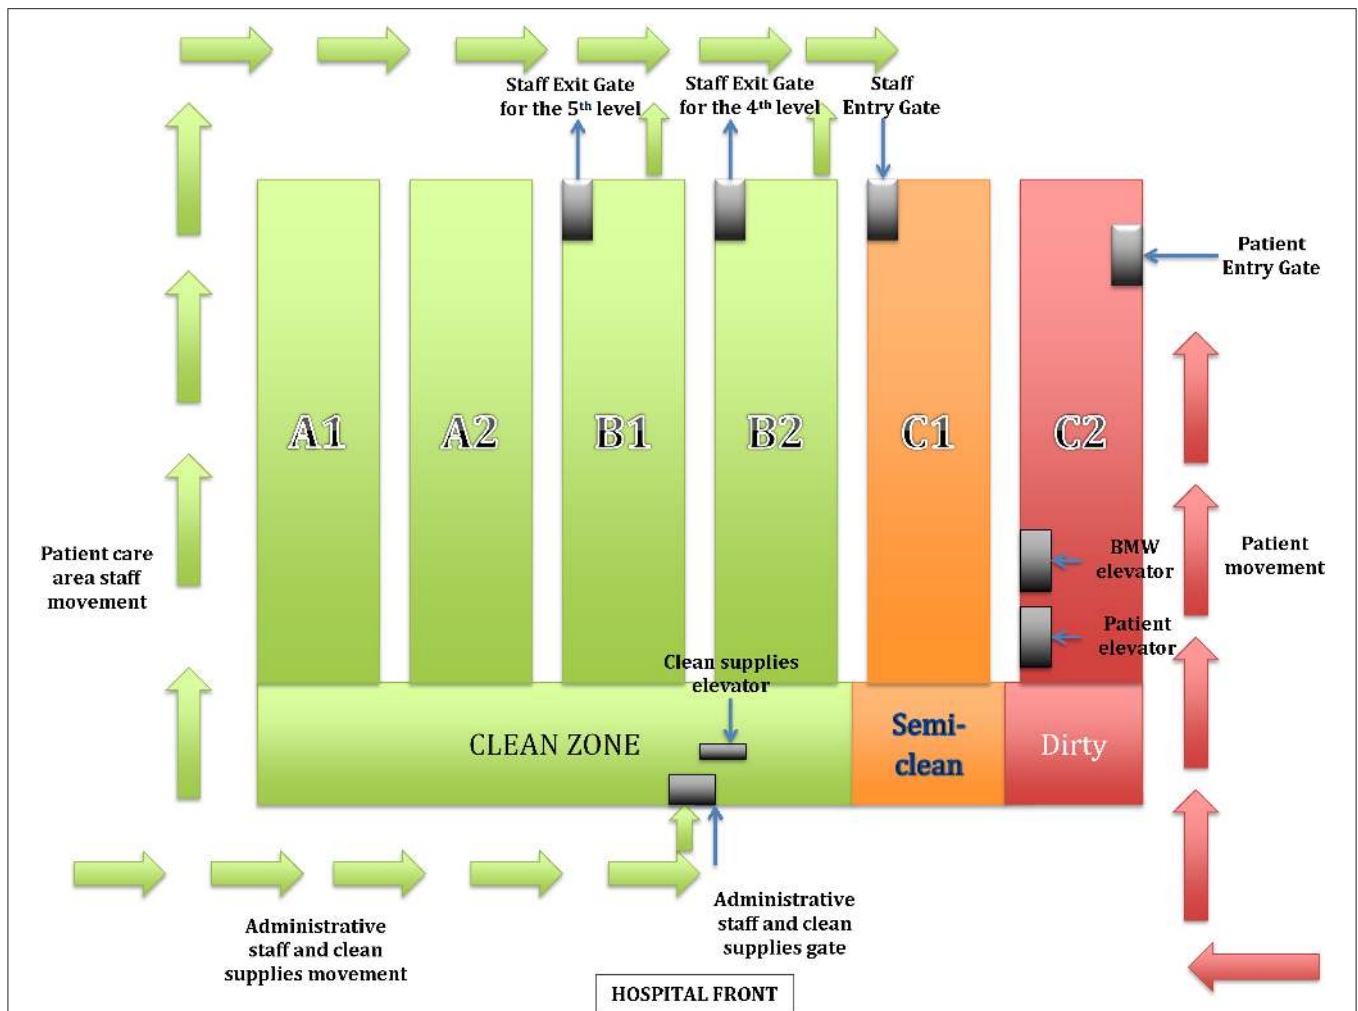 Staff Exit Gate
for the 5th level
Staff Exit Gate
for the 4th level
Staff
Entry Gate
Patient
Entry Gate
A1
A2
B1
B2
C1
C2
Patient care
area staff
movement
BMW
elevator
Patient
movement
Patient
elevator
Clean supplies
elevator
CLEAN ZONE
Semi-
clean
Dirty
Administrative
staff and clean
supplies movement
Administrative
staff and clean
supplies gate
HOSPITAL FRONT